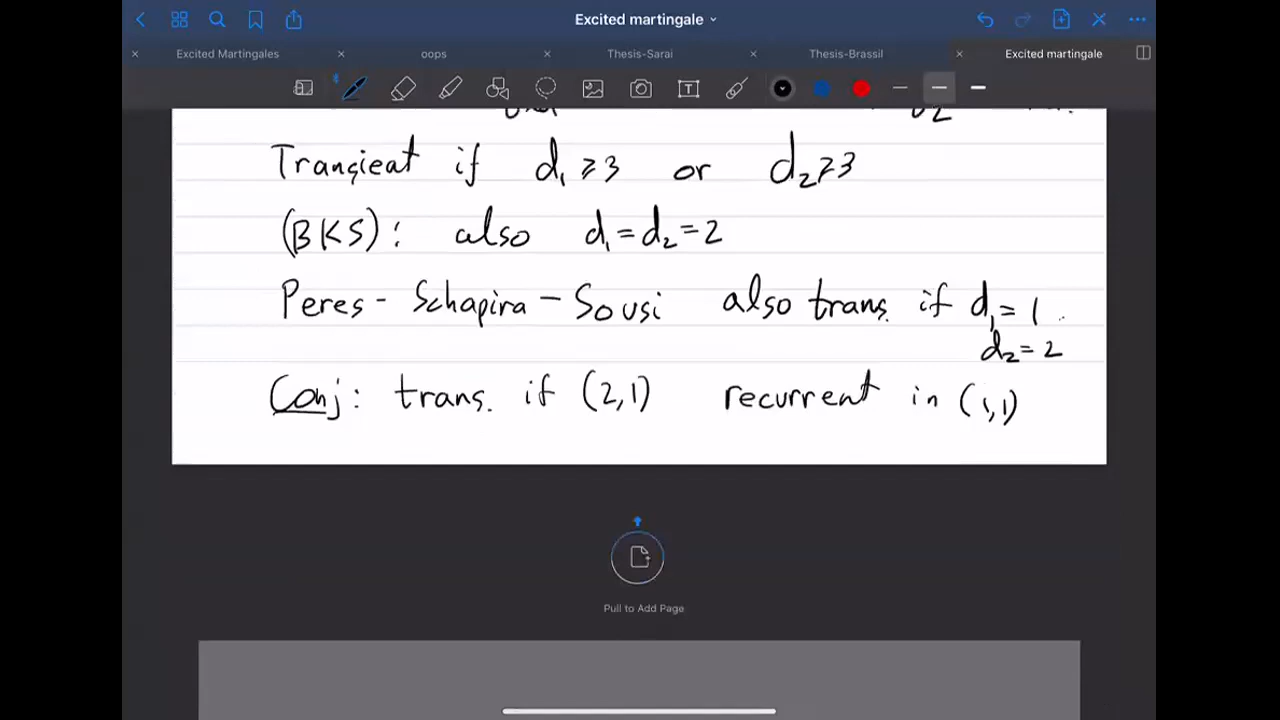 Excited martingale
Excited Martingales
oops
Thesis-Sarai
Thesis-Brassil
Excited martingale
Transieat if d₁ ⩾ 3 or d₂ ⩾ 3
(BKS): also d₁ = d₂ = 2
Peres - Schapira - Sousi also trans. if d₁ = 1
d₂ = 2
Conj: trans. if (2,1) recurrent in (1,1)
Pull to Add Page